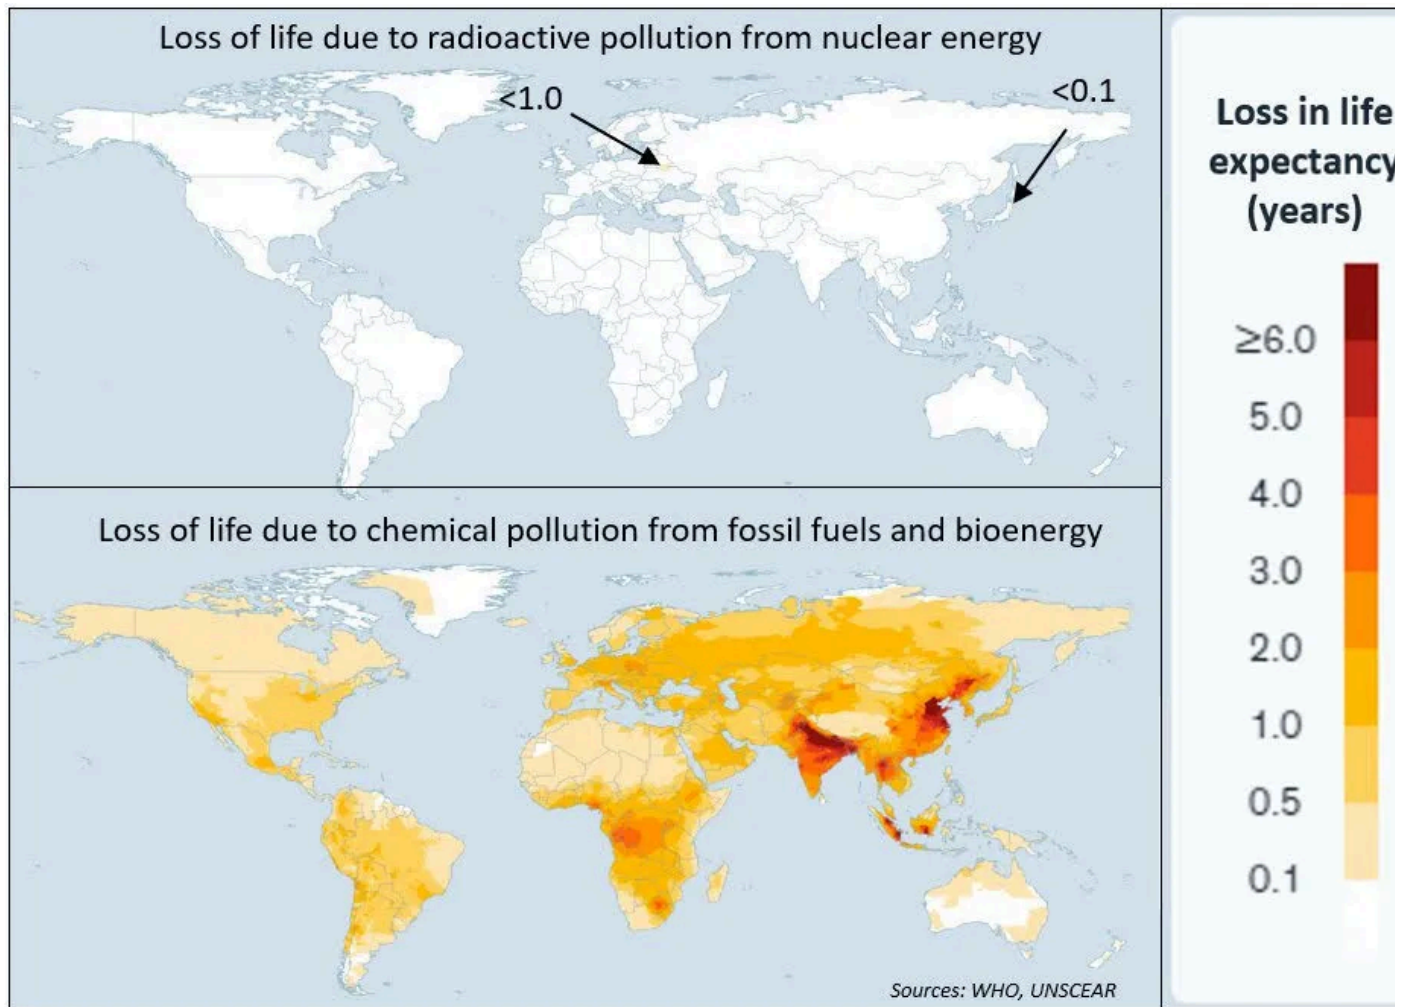 Loss of life due to radioactive pollution from nuclear energy
<1.0
<0.1
Loss of life due to chemical pollution from fossil fuels and bioenergy
Sources: WHO, UNSCEAR
Loss in life
expectancy
(years)
≥6.0
5.0
4.0
3.0
2.0
1.0
0.5
0.1